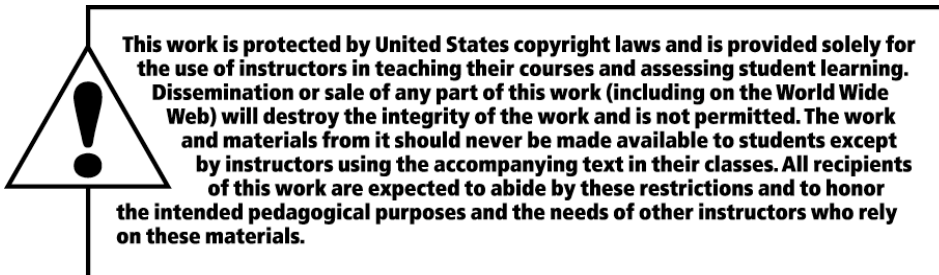 This work is protected by United States copyright laws and is provided solely for
the use of instructors in teaching their courses and assessing student learning.
Dissemination or sale of any part of this work (including on the World Wide
Web) will destroy the integrity of the work and is not permitted. The work
and materials from it should never be made available to students except
by instructors using the accompanying text in their classes. All recipients
of this work are expected to abide by these restrictions and to honor
the intended pedagogical purposes and the needs of other instructors who rely
on these materials.